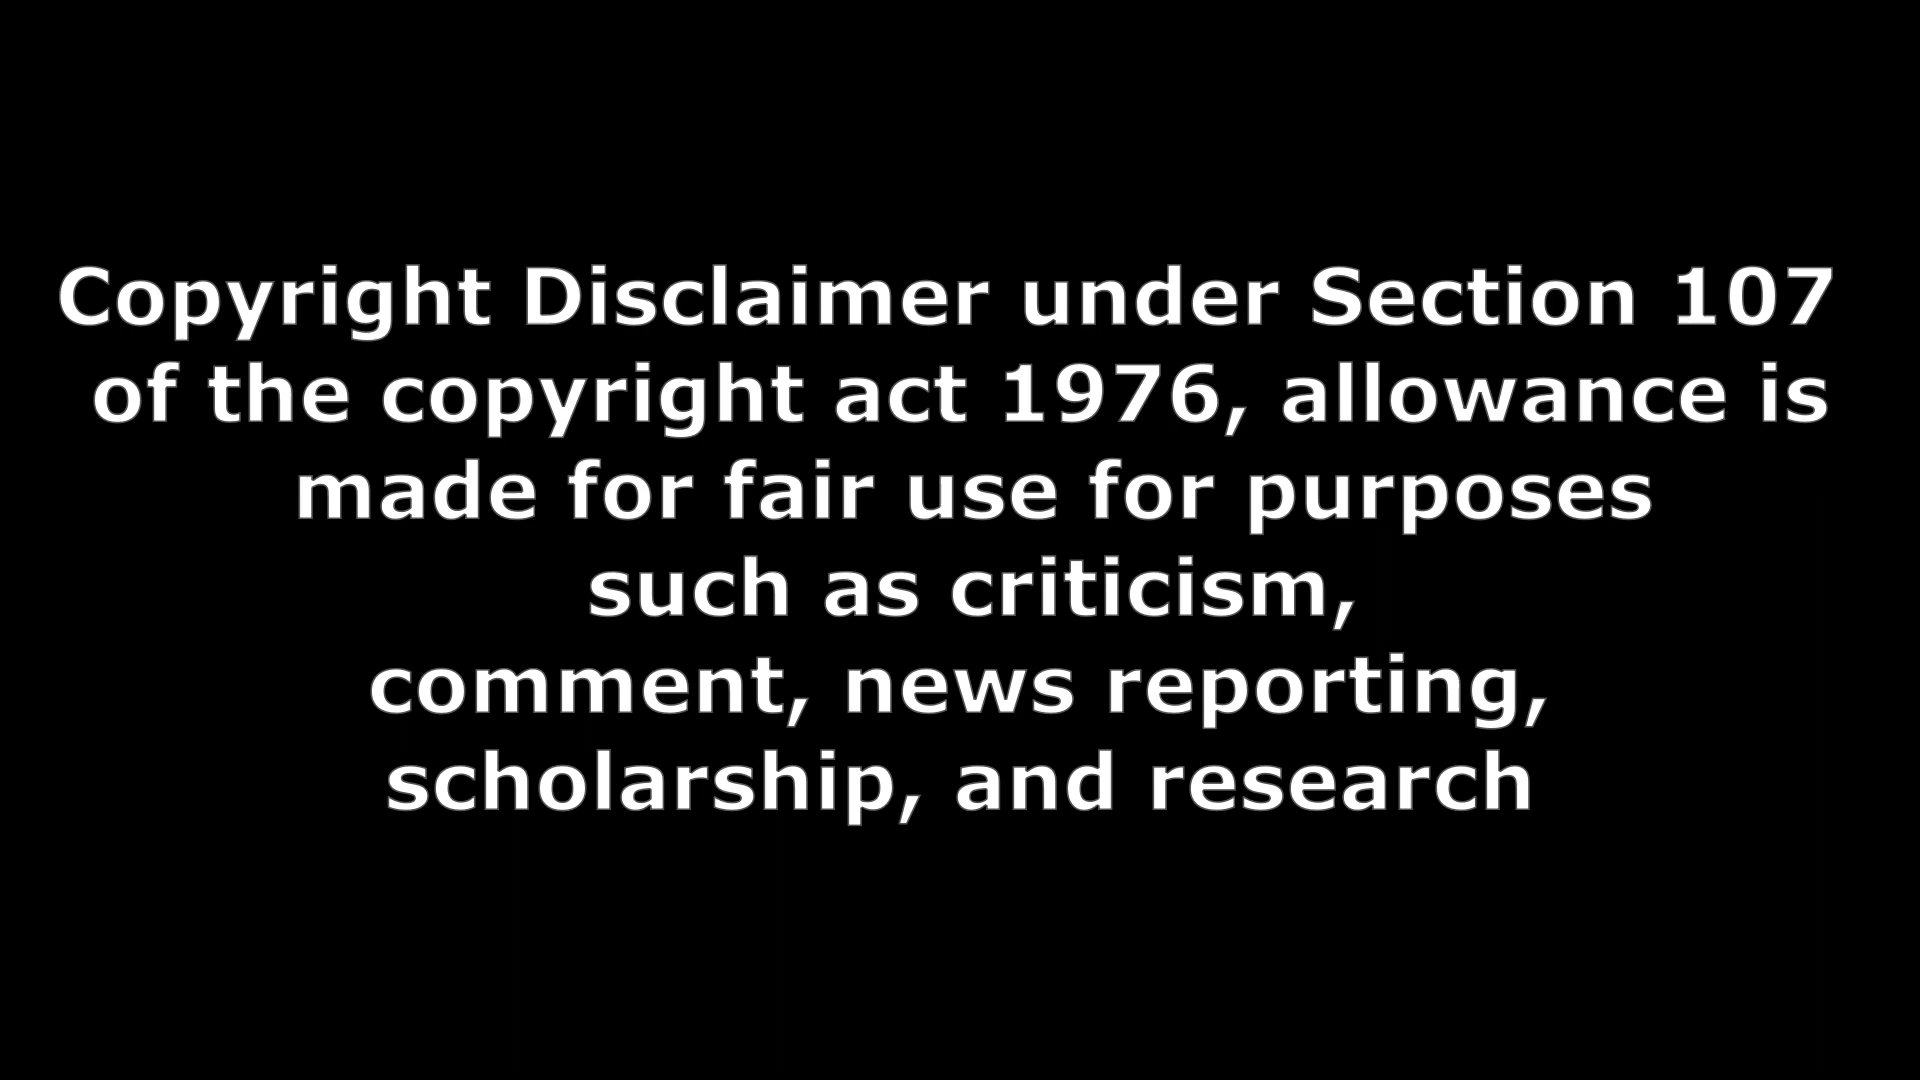 Copyright Disclaimer under Section 107
of the copyright act 1976, allowance is
made for fair use for purposes
such as criticism,
comment, news reporting,
scholarship, and research